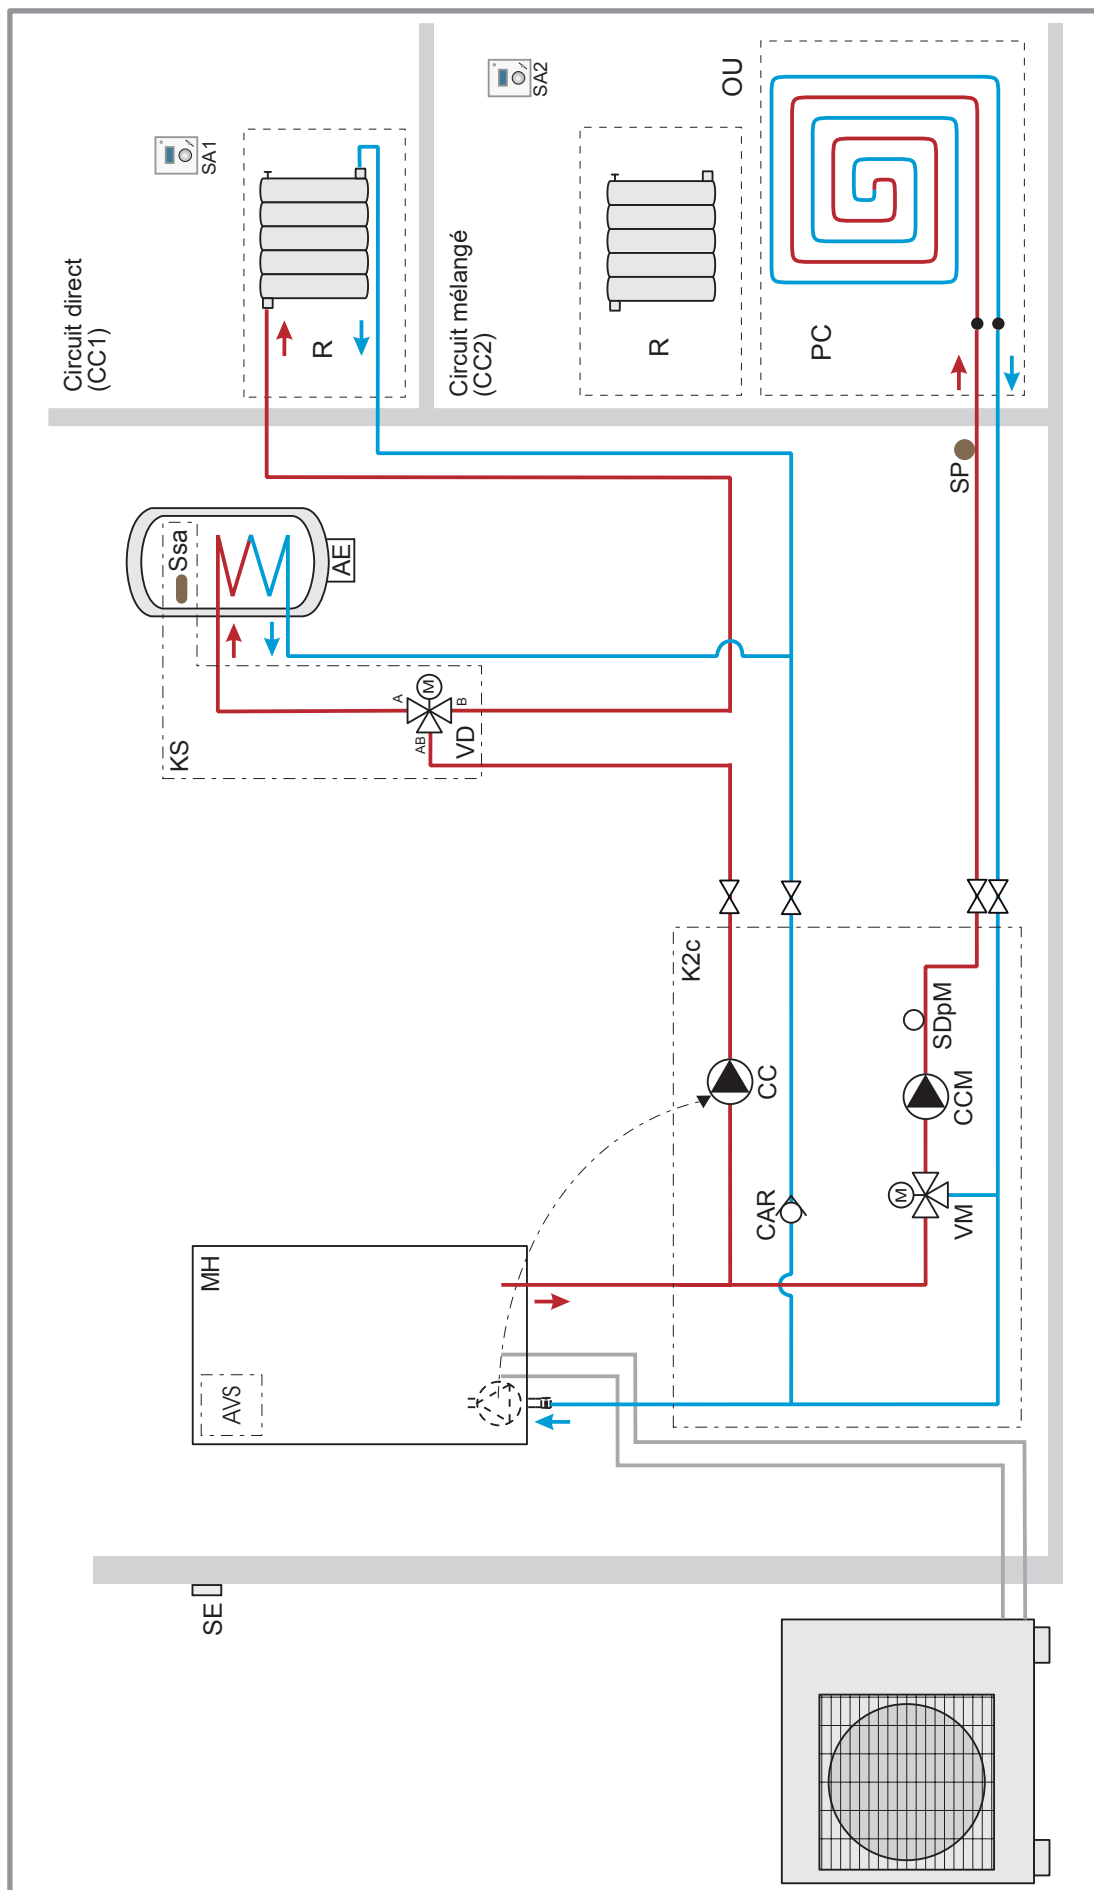 Circuit direct
(CC1)
SA1
R
Circuit mélangé
(CC2)
SA2
R
OU
PC
SP
Ssa
AE
KS
A
M
B
AB
VD
K2c
CC
SDpM
CCM
CAR
M
VM
MH
AVS
SE